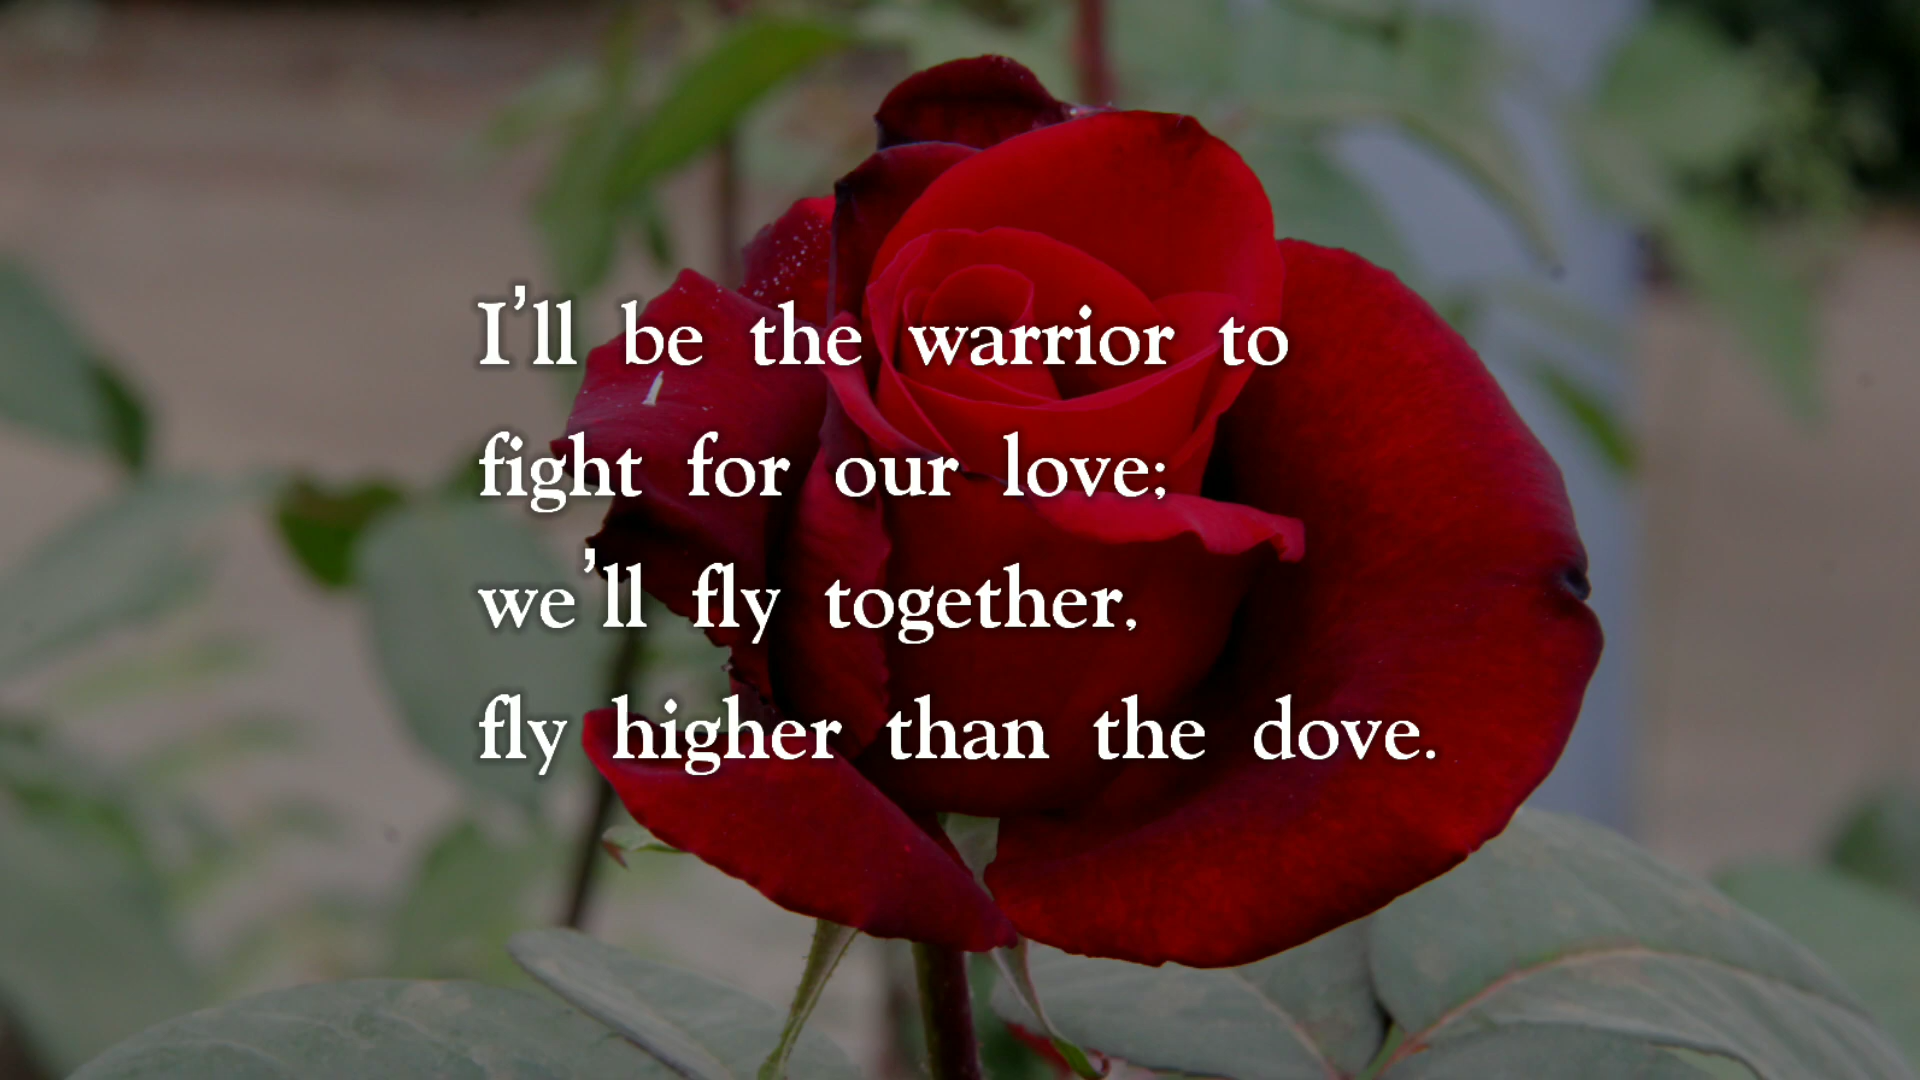 I’ll be the warrior to
fight for our love;
we’ll fly together,
fly higher than the dove.